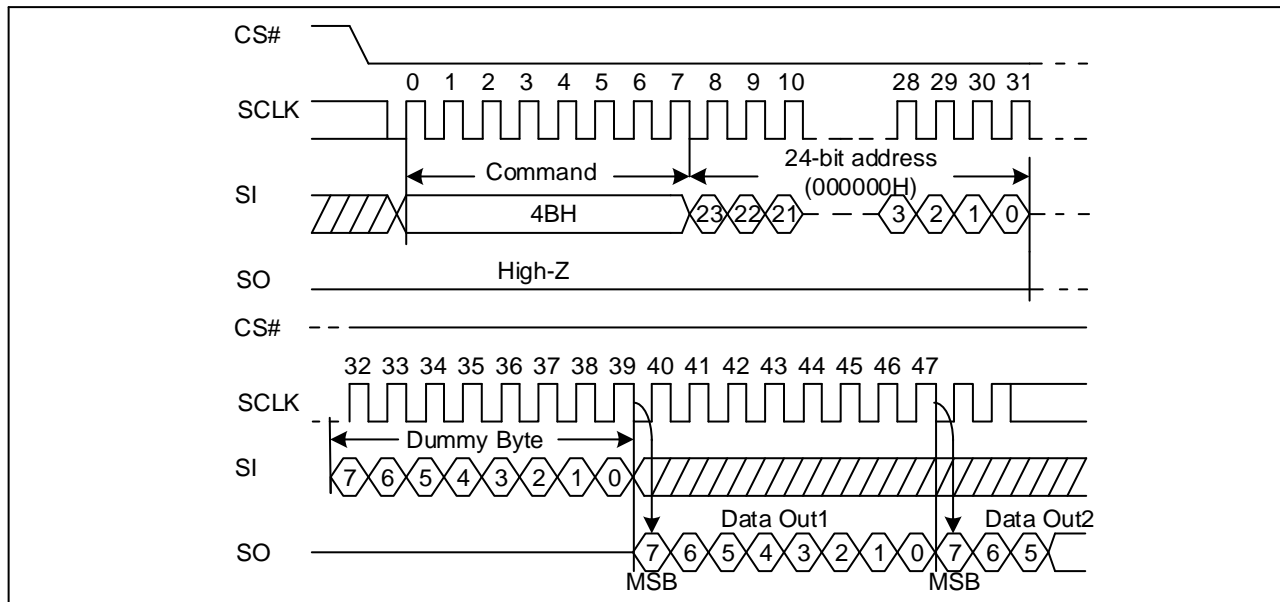 CS#
0 1 2 3 4 5 6 7 8 9 10 28 29 30 31
SCLK
Command
24-bit address
(000000H)
SI
4BH
23 22 21 3 2 1 0
SO
High-Z
CS#
32 33 34 35 36 37 38 39 40 41 42 43 44 45 46 47
SCLK
Dummy Byte
SI
7 6 5 4 3 2 1 0
Data Out1
Data Out2
SO
7 6 5 4 3 2 1 0 7 6 5
MSB
MSB